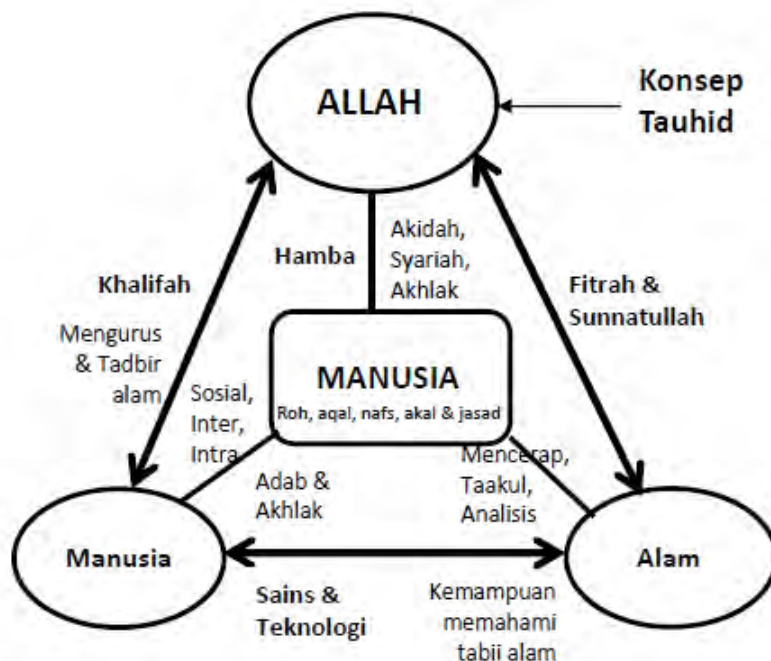 ALLAH
Konsep
Tauhid
Khalifah
Mengurus
& Tadbir
alam
Hamba
Akidah,
Syariah,
Akhlak
Fitrah &
Sunnatullah
MANUSIA
Roh, aqal, nafs, akal & jasad
Sosial,
Inter,
Intra
Adab &
Akhlak
Mencerap,
Taakul,
Analisis
Manusia
Alam
Sains &
Teknologi
Kemampuan
memahami
tabii alam